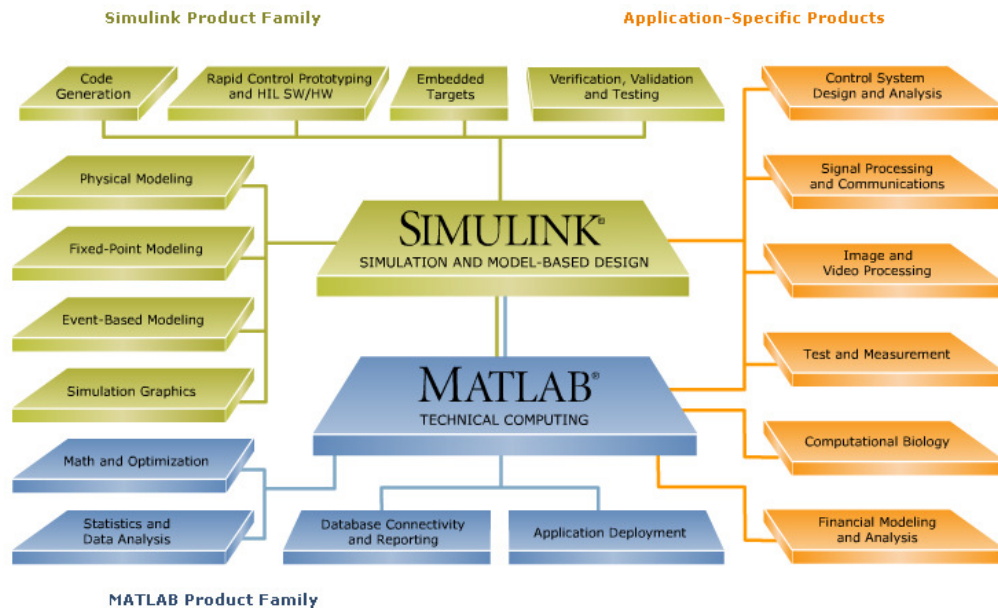 Simulink Product Family
Application-Specific Products
Code
Generation
Rapid Control Prototyping
and HIL SW/HW
Embedded
Targets
Verification, Validation
and Testing
Control System
Design and Analysis
Physical Modeling
Signal Processing
and Communications
SIMULINK®
SIMULATION AND MODEL-BASED DESIGN
Fixed-Point Modeling
Image and
Video Processing
Event-Based Modeling
Test and Measurement
Simulation Graphics
MATLAB®
TECHNICAL COMPUTING
Computational Biology
Math and Optimization
Statistics and
Data Analysis
Database Connectivity
and Reporting
Application Deployment
Financial Modeling
and Analysis
MATLAB Product Family